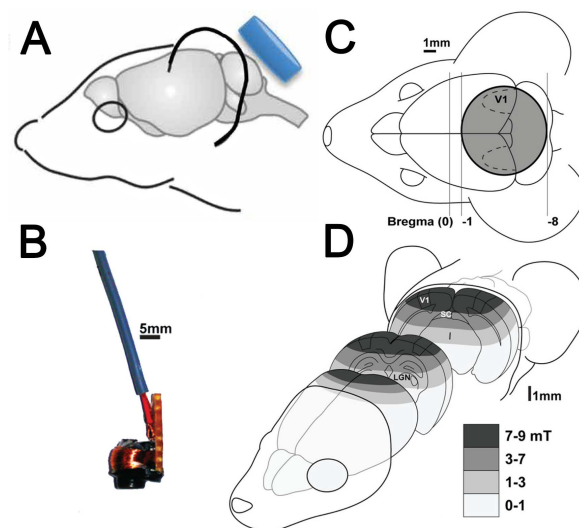 A
B
5mm
C
1mm
V1
Bregma (0)
-1
-8
D
V1
SC
LGN
1mm
7-9 mT
3-7
1-3
0-1